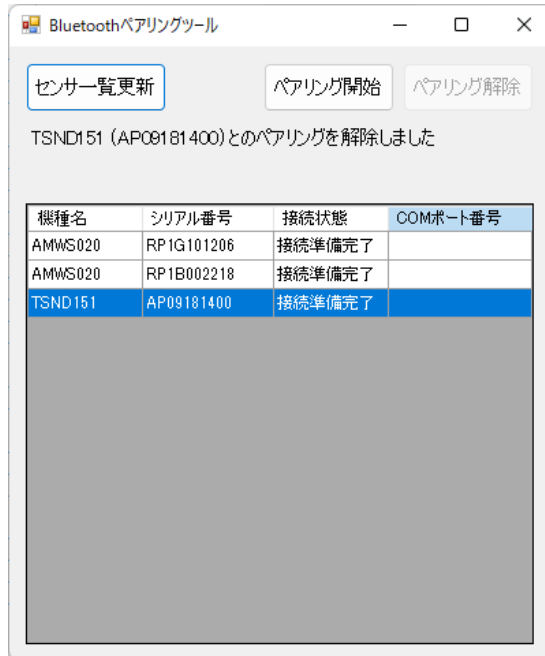 Bluetoothペアリングツール
センサ一覧更新 ペアリング開始 ペアリング解除
TSND151 (AP09181400)とのペアリングを解除しました
機種名 シリアル番号 接続状態 COMポート番号
AMWS020 RP1G101206 接続準備完了
AMWS020 RP1B002218 接続準備完了
TSND151 AP09181400 接続準備完了